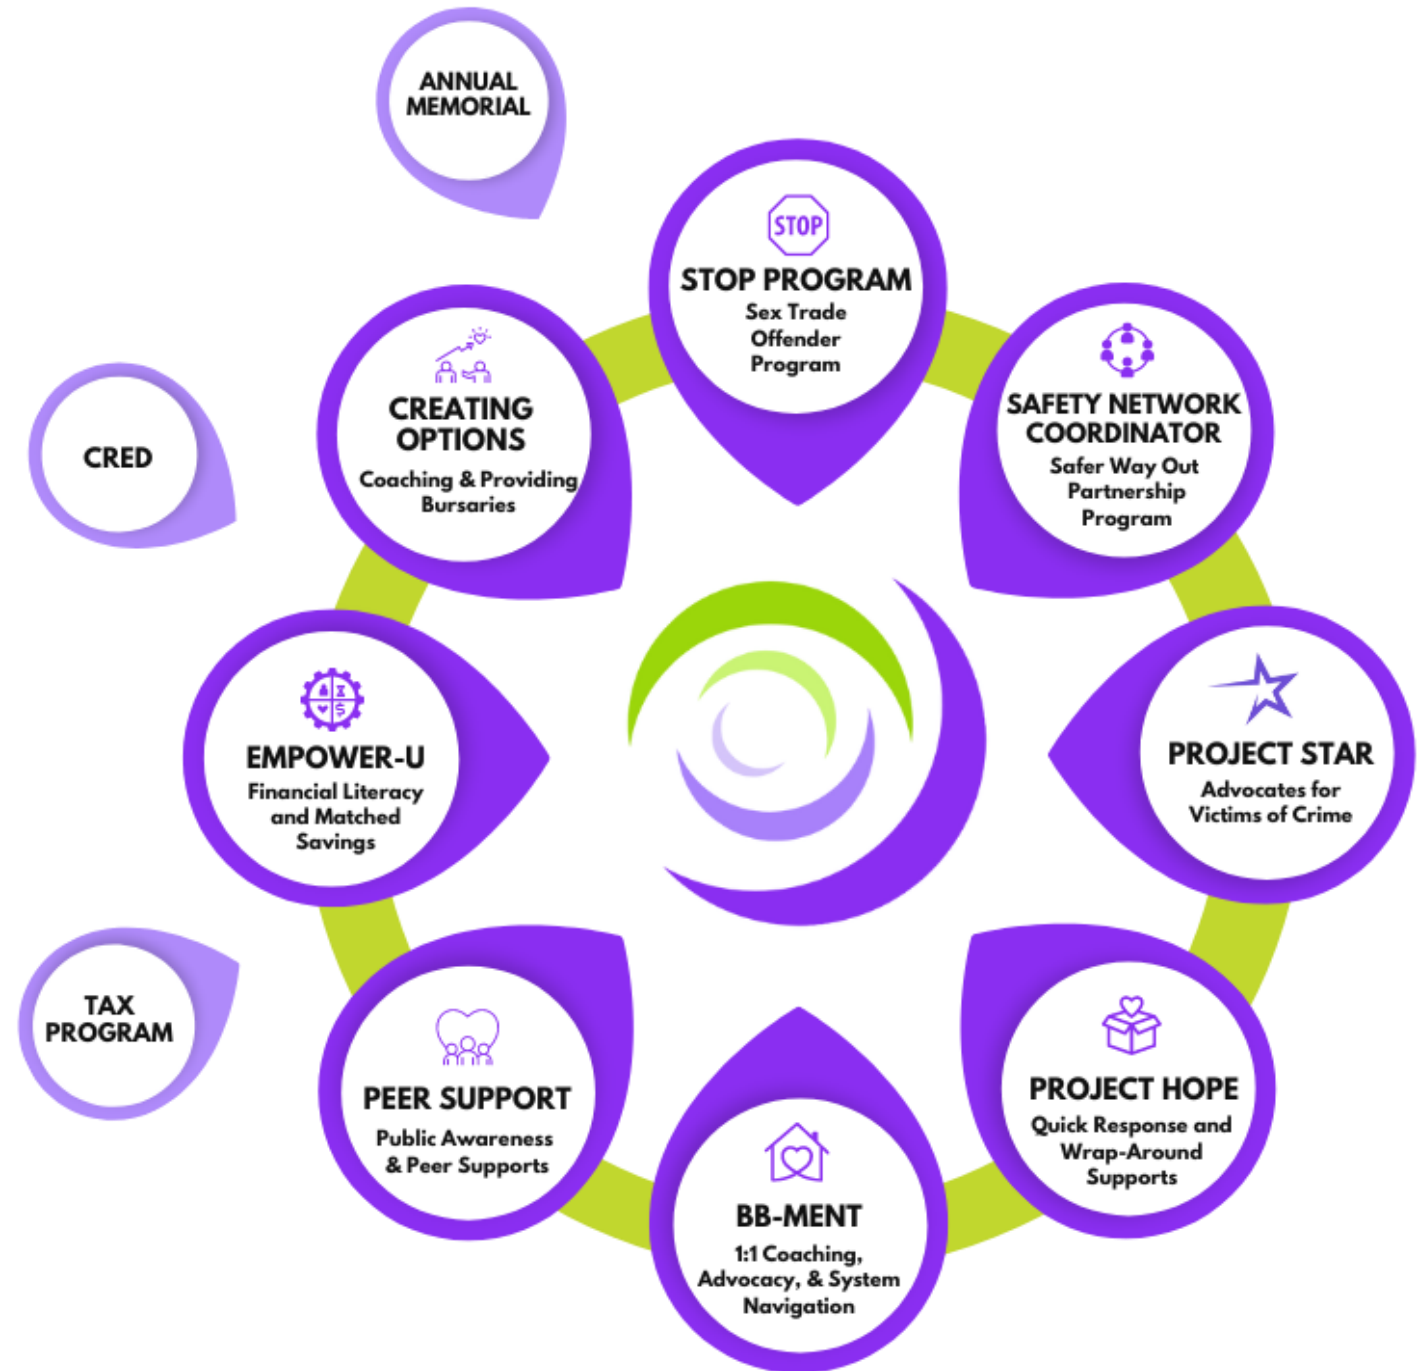 ANNUAL
MEMORIAL
STOP
STOP PROGRAM
Sex Trade
Offender
Program
SAFETY NETWORK
COORDINATOR
Safer Way Out
Partnership
Program
PROJECT STAR
Advocates for
Victims of Crime
PROJECT HOPE
Quick Response and
Wrap-Around
Supports
BB-MENT
1:1 Coaching,
Advocacy, & System
Navigation
PEER SUPPORT
Public Awareness
& Peer Supports
EMPOWER-U
$
Financial Literacy
and Matched
Savings
CREATING
OPTIONS
Coaching & Providing
Bursaries
CRED
TAX
PROGRAM